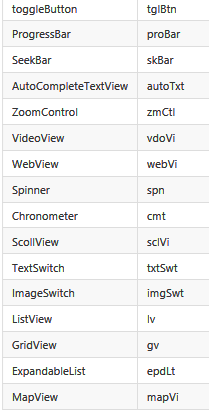 toggleButton tglBtn
ProgressBar proBar
SeekBar skBar
AutoCompleteTextView autoTxt
ZoomControl zmCtl
VideoView vdoVi
WebView webVi
Spinner spn
Chronometer cmt
ScollView sclVi
TextSwitch txtSwt
ImageSwitch imgSwt
ListView lv
GridView gv
ExpandableList epdLt
MapView mapVi